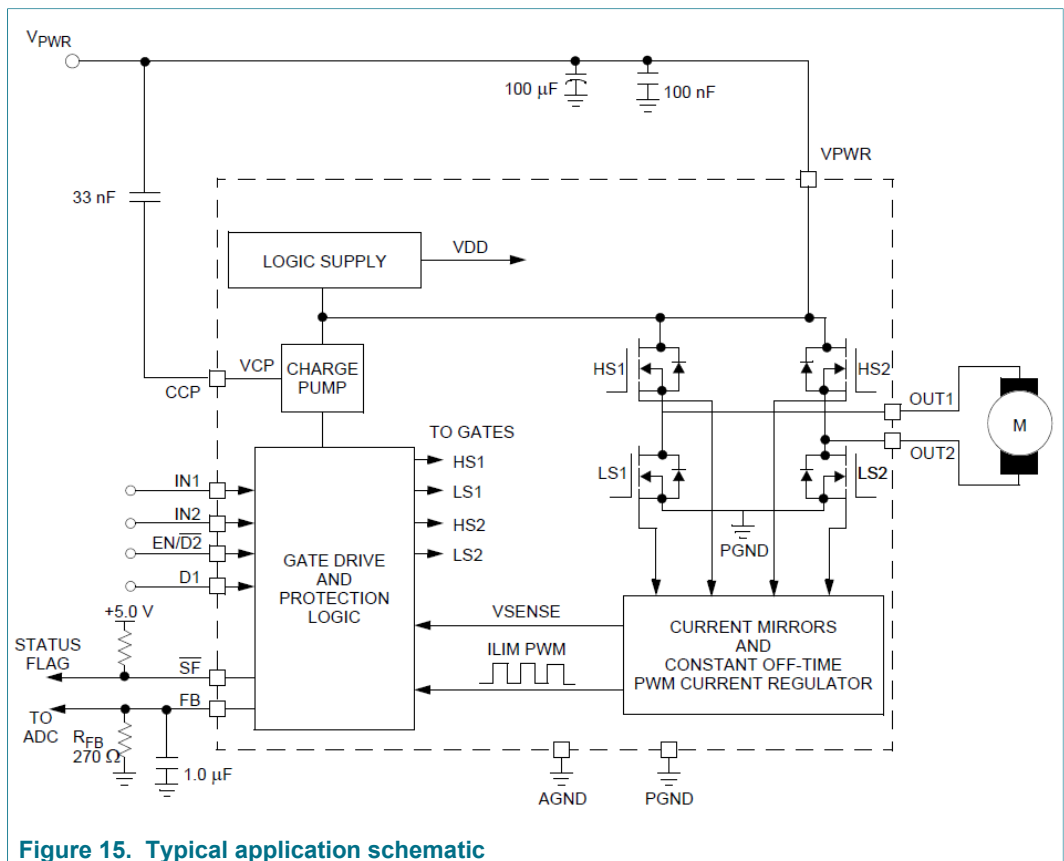 VPWR
100 μF
100 nF
VPWR
33 nF
LOGIC SUPPLY
VDD
VCP
CCP
CHARGE
PUMP
HS1
HS2
OUT1
M
OUT2
TO GATES
HS1
LS1
HS2
LS2
LS1
LS2
PGND
IN1
IN2
EN/D2
D1
+5.0 V
GATE DRIVE
AND
PROTECTION
LOGIC
VSENSE
ILIM PWM
CURRENT MIRRORS
AND
CONSTANT OFF-TIME
PWM CURRENT REGULATOR
STATUS
FLAG
SF
FB
TO
ADC
RFB
270 Ω
1.0 μF
AGND
PGND
Figure 15. Typical application schematic